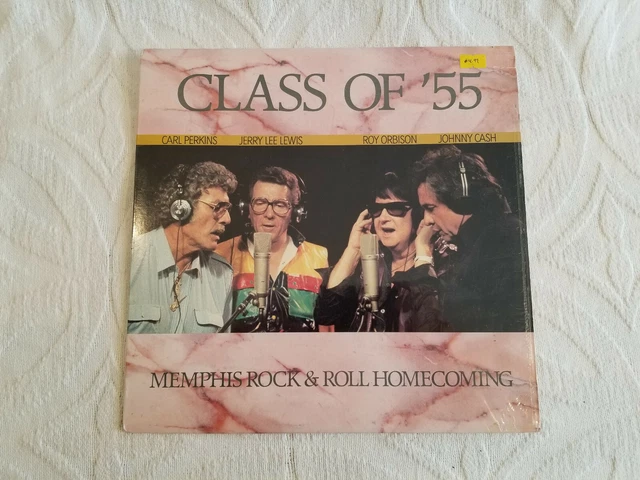 CLASS OF '55
CARL PERKINS JERRY LEE LEWIS ROY ORBISON JOHNNY CASH
MEMPHIS ROCK & ROLL HOMECOMING